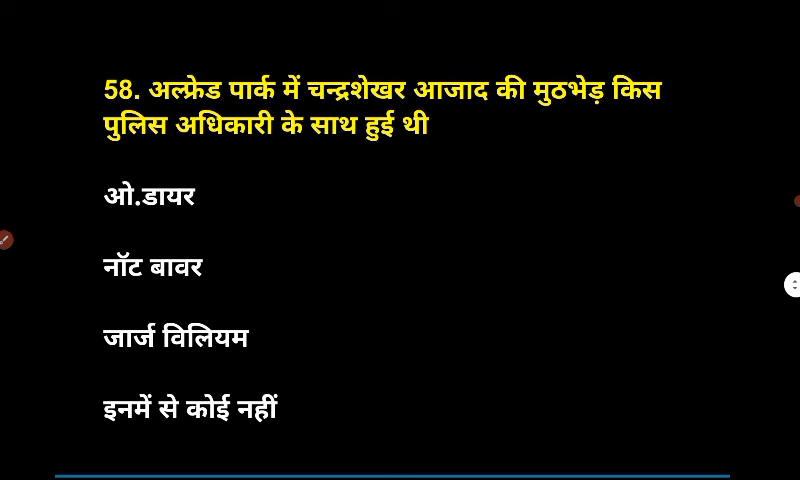 58. अल्फ्रेड पार्क में चन्द्रशेखर आजाद की मुठभेड़ किस
पुलिस अधिकारी के साथ हुई थी
ओ.डायर
नॉट बावर
जार्ज विलियम
इनमें से कोई नहीं